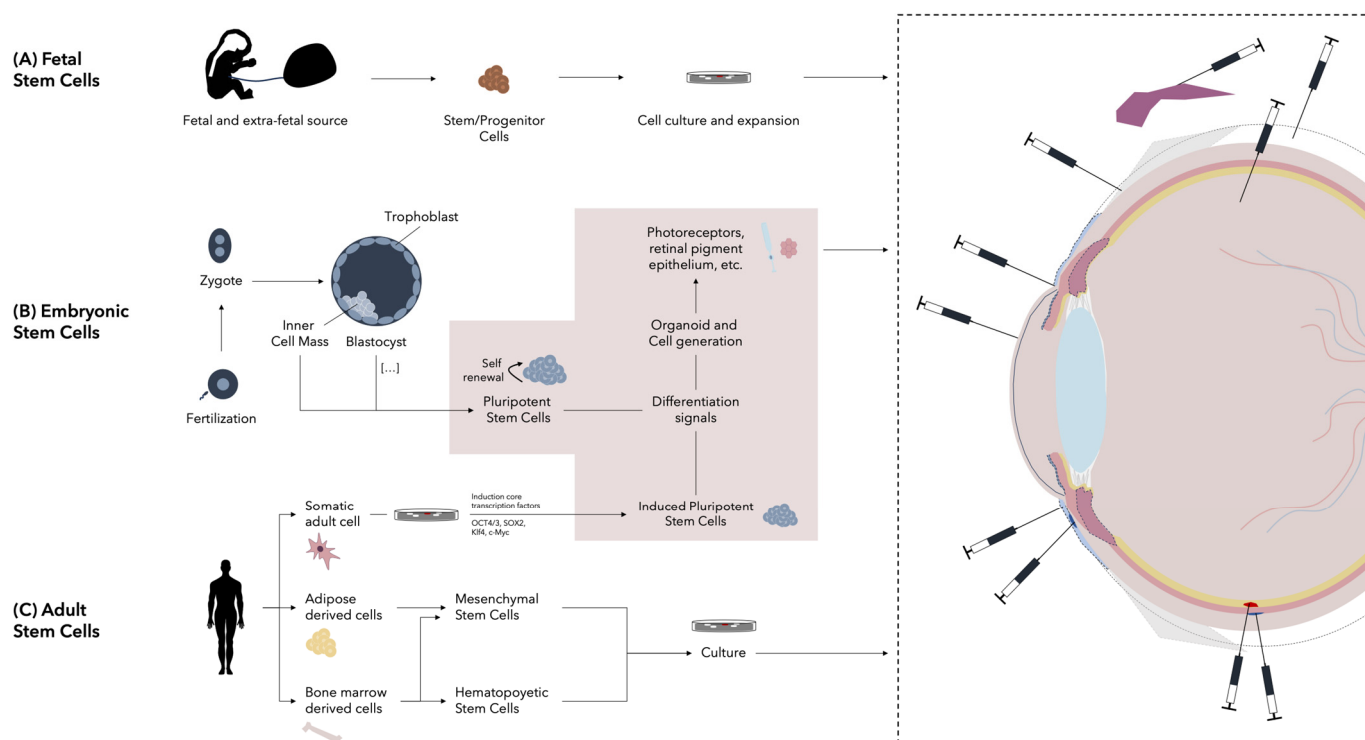 (A) Fetal
Stem Cells
Fetal and extra-fetal source
Stem/Progenitor
Cells
Cell culture and expansion
(B) Embryonic
Stem Cells
Zygote
Fertilization
Trophoblast
Inner
Cell Mass
Blastocyst
[...]
Self
renewal
Pluripotent
Stem Cells
Photoreceptors,
retinal pigment
epithelium, etc.
Organoid and
Cell generation
Differentiation
signals
Induced Pluripotent
Stem Cells
(C) Adult
Stem Cells
Somatic
adult cell
Induction core
transcription factors
OCT4/3, SOX2,
Klf4, c-Myc
Adipose
derived cells
Mesenchymal
Stem Cells
Bone marrow
derived cells
Hematopoyetic
Stem Cells
Culture